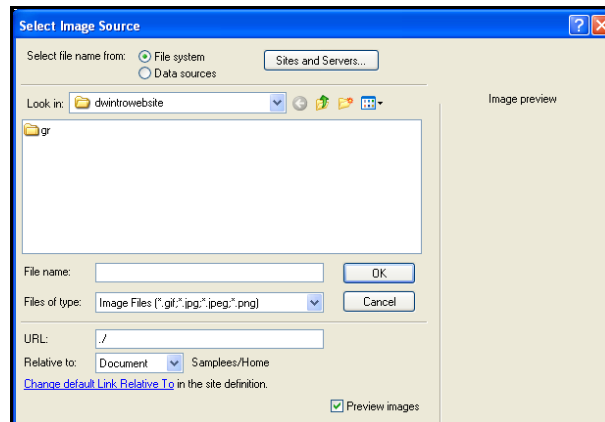 Select Image Source
Select file name from: File system Sites and Servers...
Data sources
Look in: dwintrowebsite Image preview
gr
File name: OK
Files of type: Image Files (*.gif;*.jpg;*.jpeg;*.png) Cancel
URL: ./
Relative to: Document Samplees/Home
Change default Link Relative To in the site definition.
Preview images